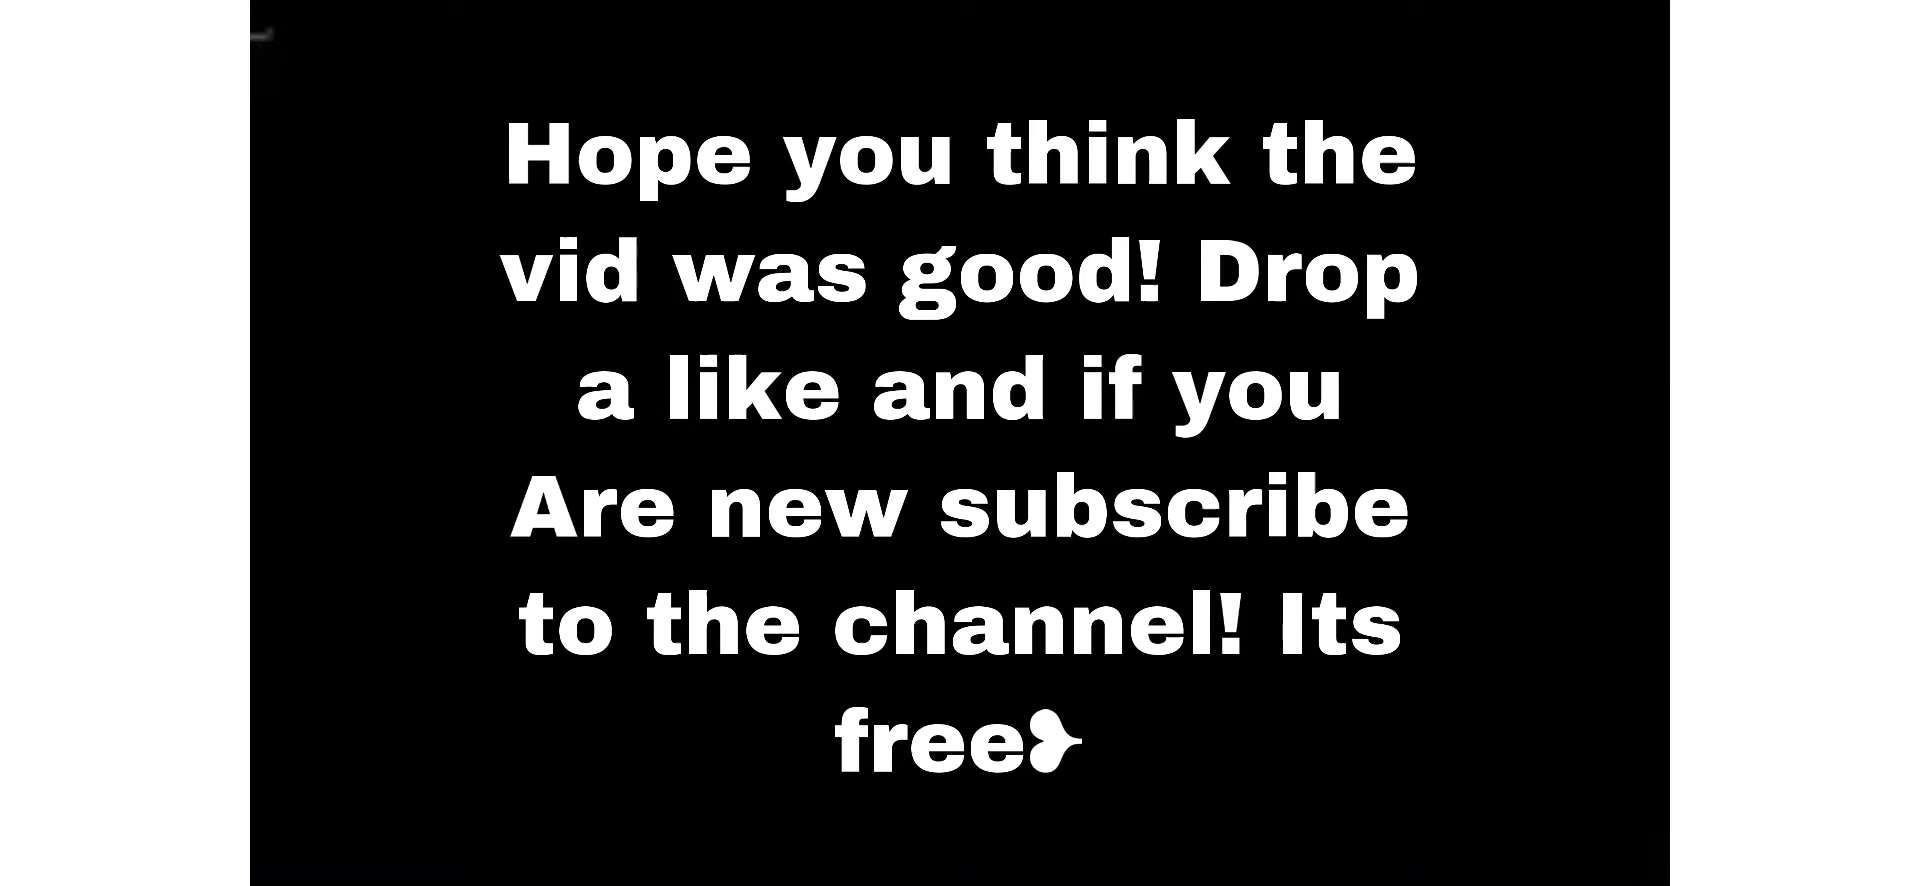 Hope you think the
vid was good! Drop
a like and if you
Are new subscribe
to the channel! Its
free❥